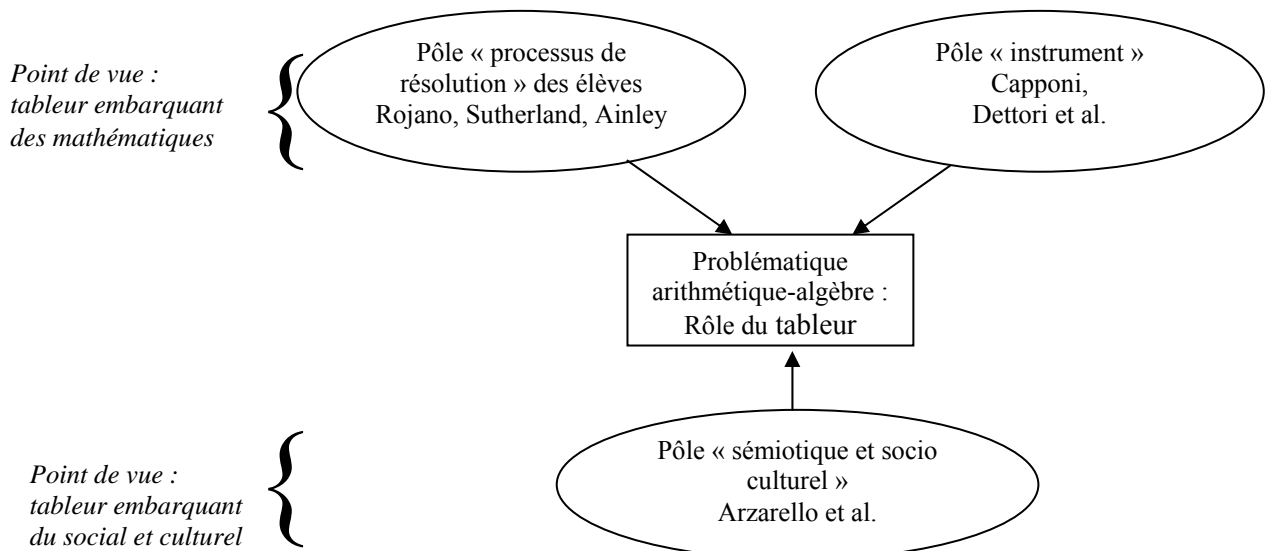 Point de vue :
tableur embarquant
des mathématiques
Pôle « processus de
résolution » des élèves
Rojano, Sutherland, Ainley
Pôle « instrument »
Capponi,
Dettori et al.
Problématique
arithmétique-algèbre :
Rôle du tableur
Point de vue :
tableur embarquant
du social et culturel
Pôle « sémiotique et socio
culturel »
Arzarello et al.